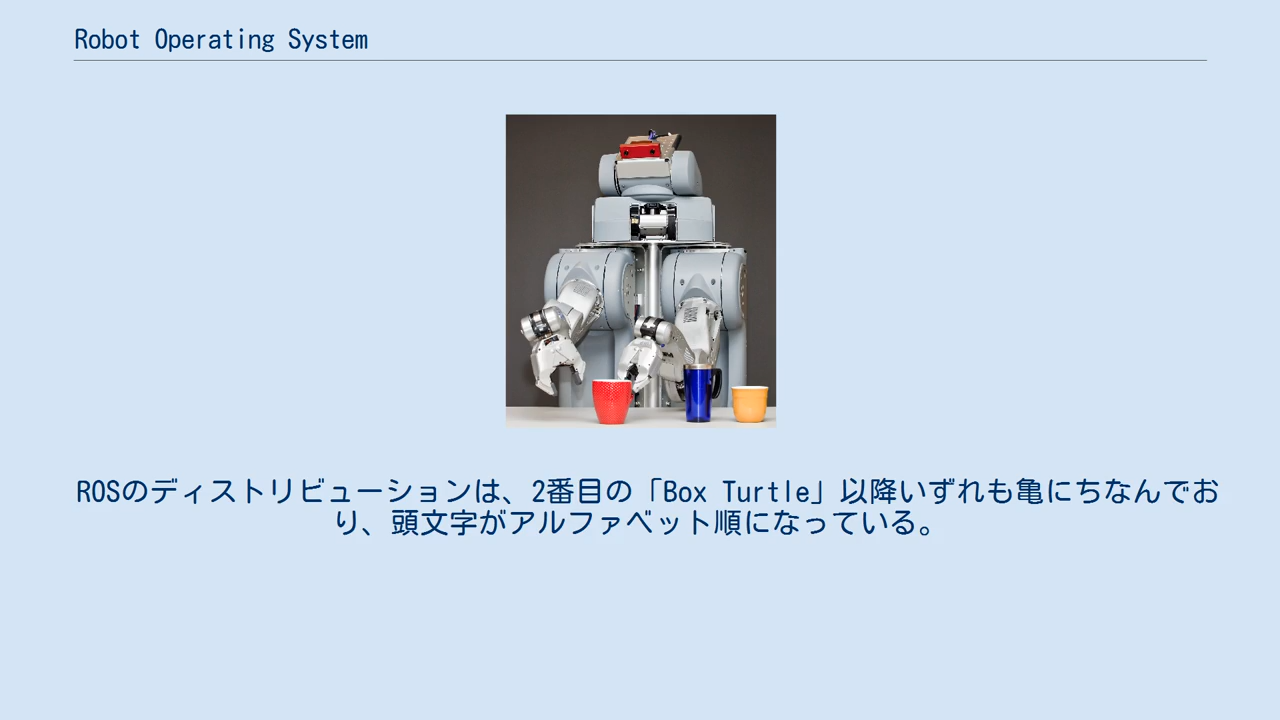 Robot Operating System
ROSのディストリビューションは、2番目の「Box Turtle」以降いずれも亀にちなんでお
り、頭文字がアルファベット順になっている。